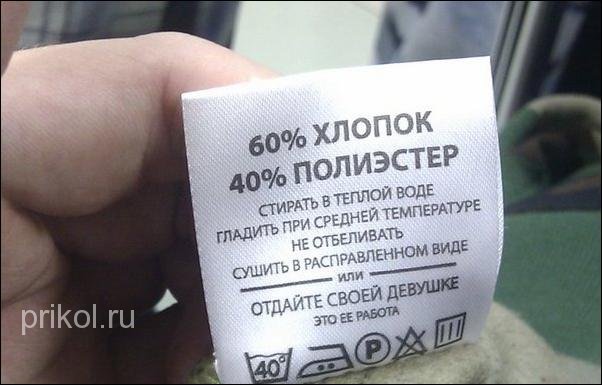 60% ХЛОПОК
40% ПОЛИЭСТЕР
СТИРАТЬ В ТЕПЛОЙ ВОДЕ
ГЛАДИТЬ ПРИ СРЕДНЕЙ ТЕМПЕРАТУРЕ
НЕ ОТБЕЛИВАТЬ
СУШИТЬ В РАСПРАВЛЕННОМ ВИДЕ
или
ОТДАЙТЕ СВОЕЙ ДЕВУШКЕ
ЭТО ЕЕ РАБОТА
prikol.ru
40° P